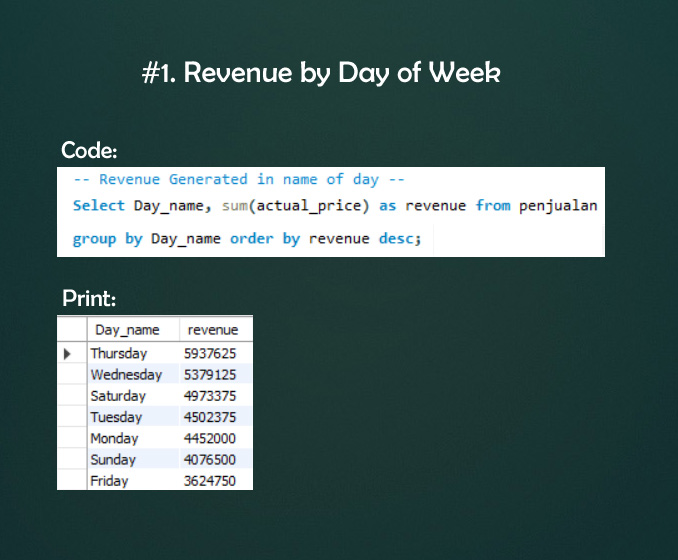 #1. Revenue by Day of Week
Code:
-- Revenue Generated in name of day --
Select Day_name, sum(actual_price) as revenue from penjualan
group by Day_name order by revenue desc;
Print:
Day_name revenue
Thursday 5937625
Wednesday 5379125
Saturday 4973375
Tuesday 4502375
Monday 4452000
Sunday 4076500
Friday 3624750